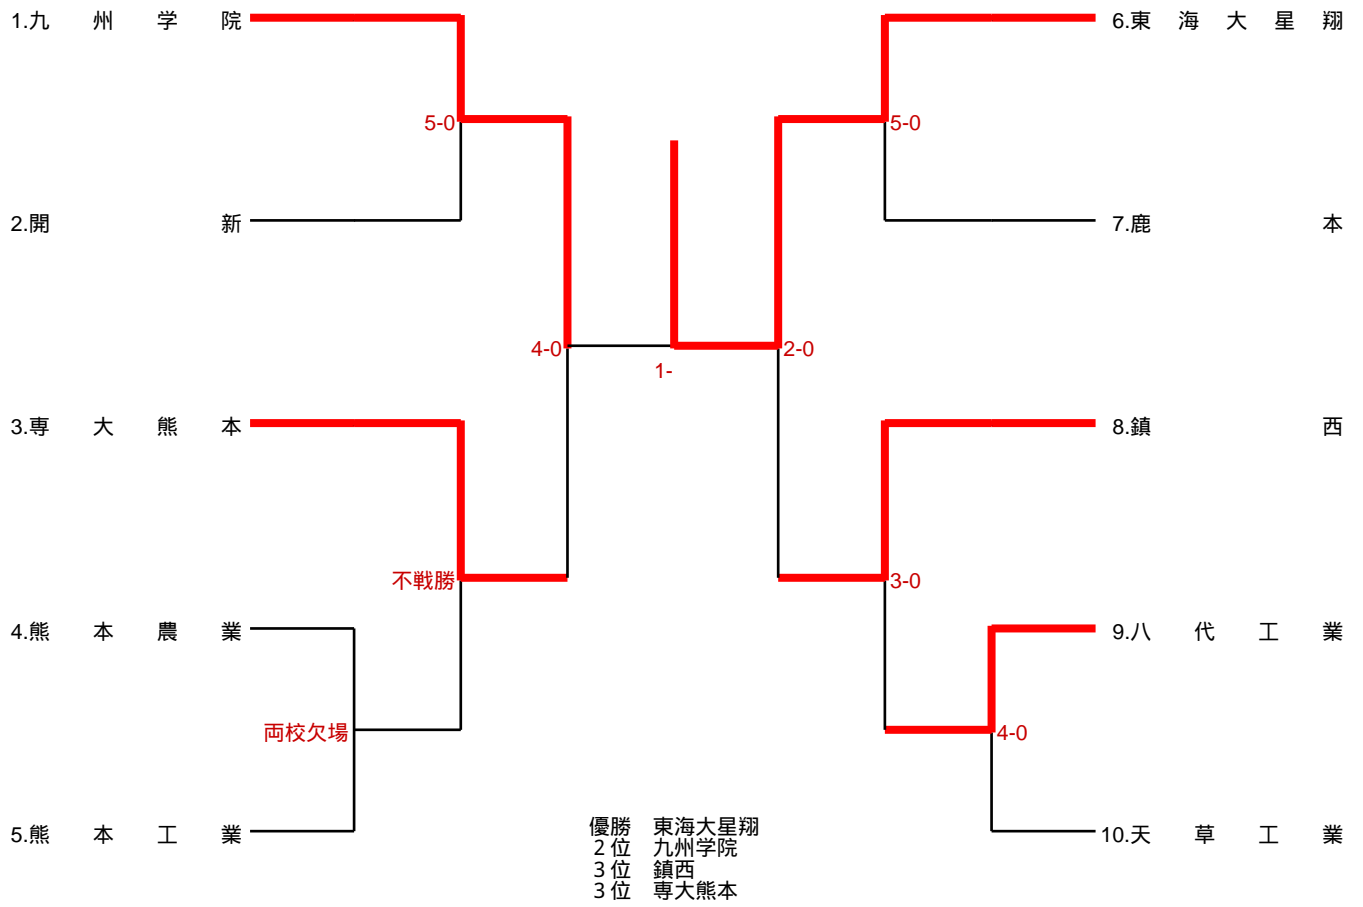 1.九州学院
6.東海大星翔
5-0
5-0
2.開新
7.鹿本
4-0
2-0
1-
3.専大熊本
8.鎮西
不戦勝
3-0
4.熊本農業
9.八代工業
両校欠場
4-0
5.熊本工業
10.天草工業
優勝 東海大星翔
2位 九州学院
3位 鎮西
3位 専大熊本